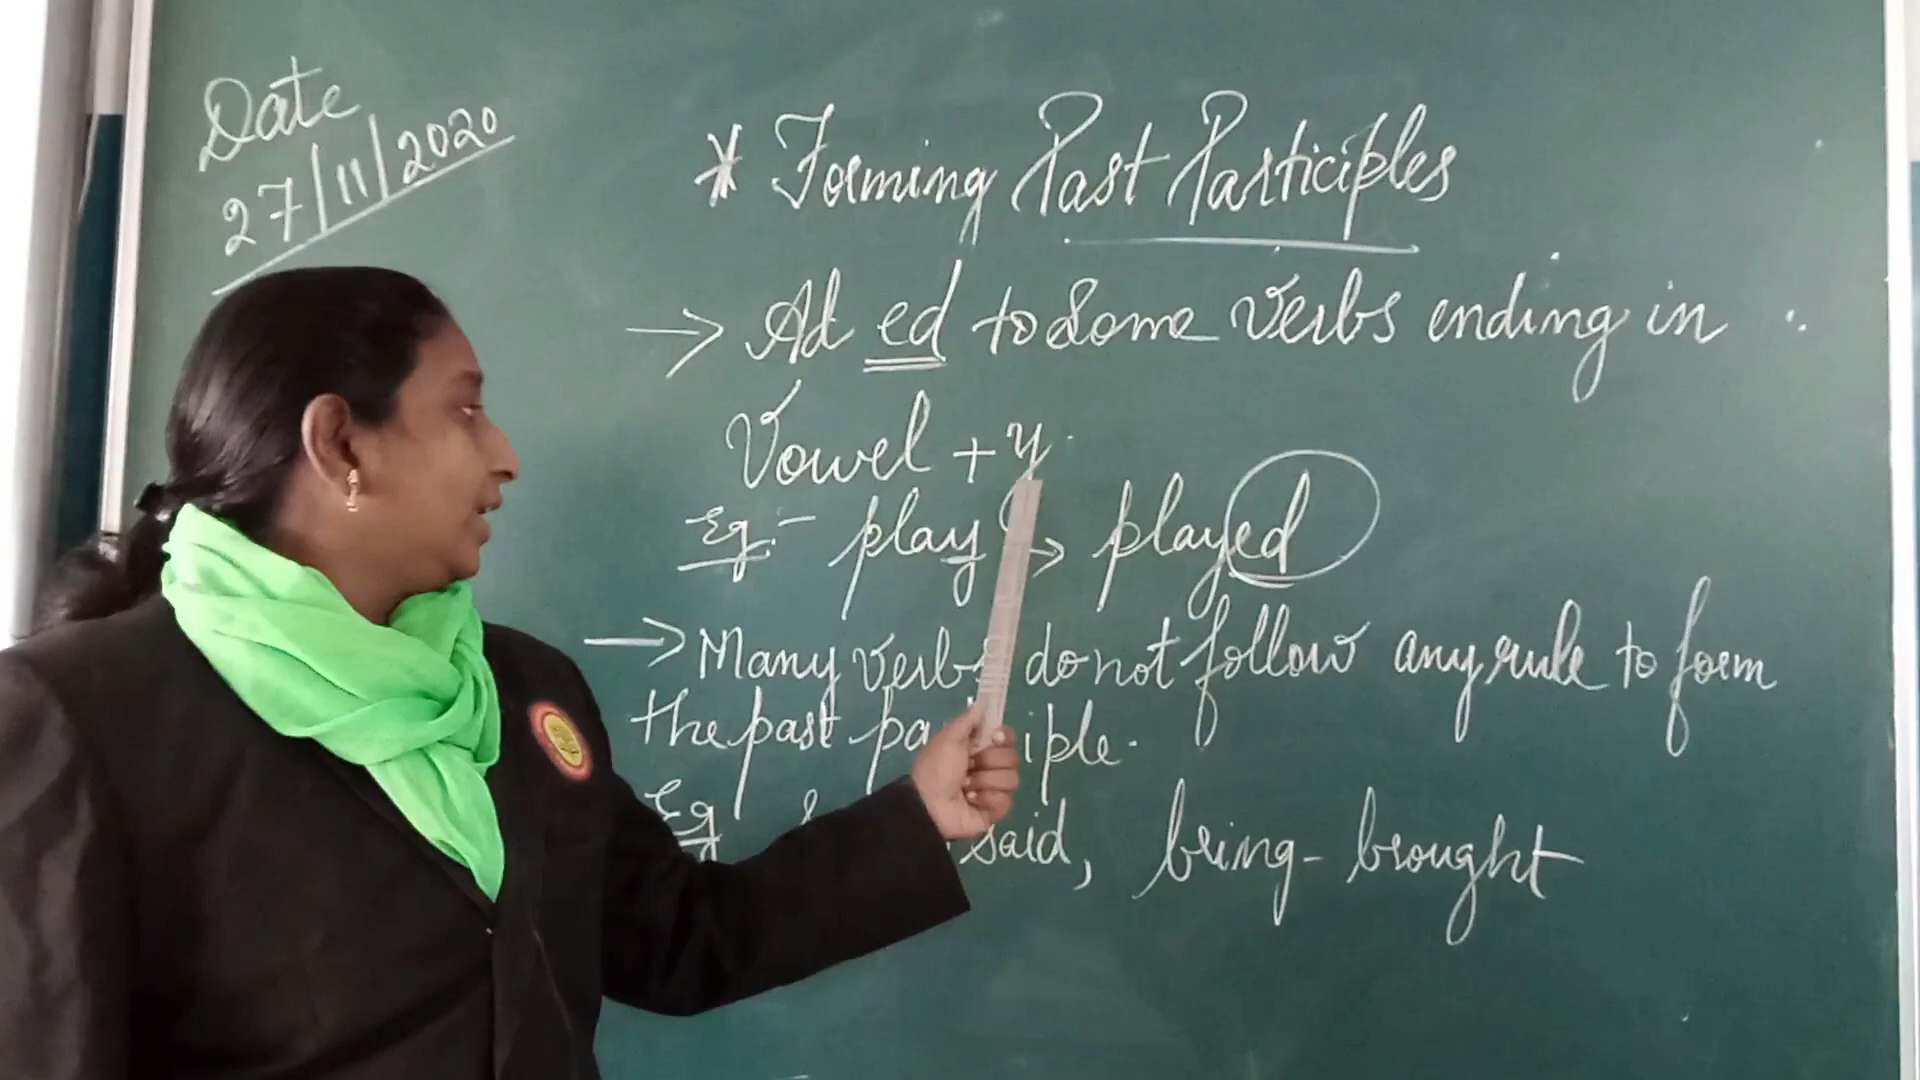 Date
27/11/2020
* Forming Past Participles
→ Ad ed to some verbs ending in
Vowel + y.
Eg:- play → played
→ Many verbs do not follow any rule to form
the past participle.
Eg said, bring - brought